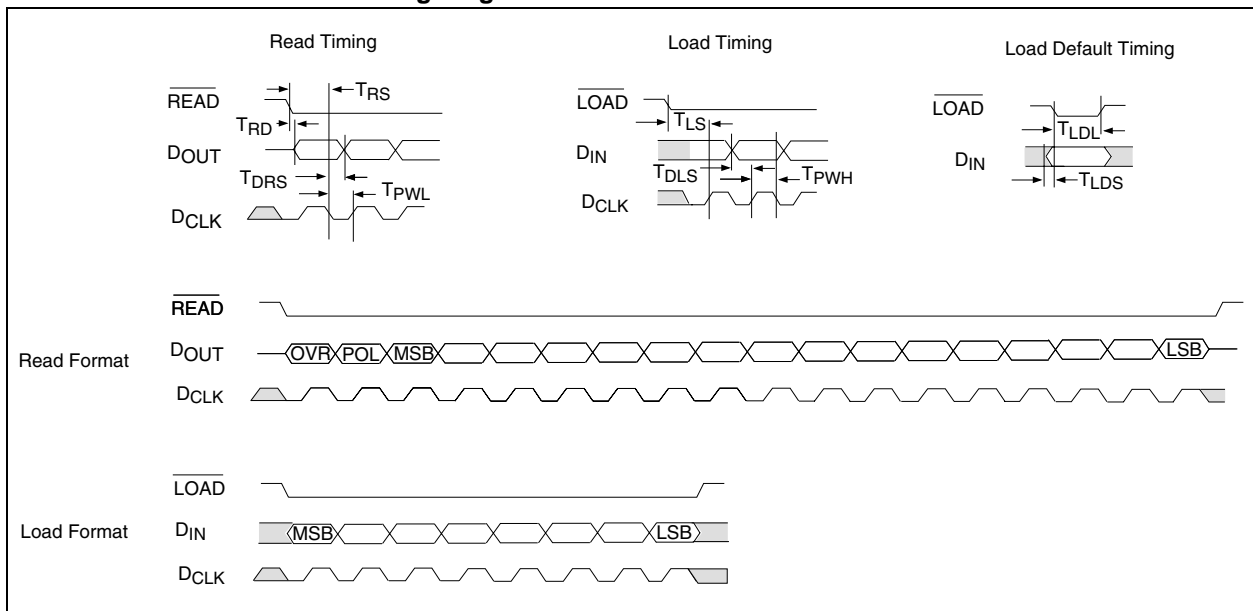 Read Timing
READ
TRS
TRD
DOUT
TDRS
TPWL
DCLK
Load Timing
LOAD
TLS
DIN
TDLS
TPWH
DCLK
Load Default Timing
LOAD
TLDL
DIN
TLDS
Read Format
READ
DOUT
OVR POL MSB LSB
DCLK
Load Format
LOAD
DIN
MSB LSB
DCLK